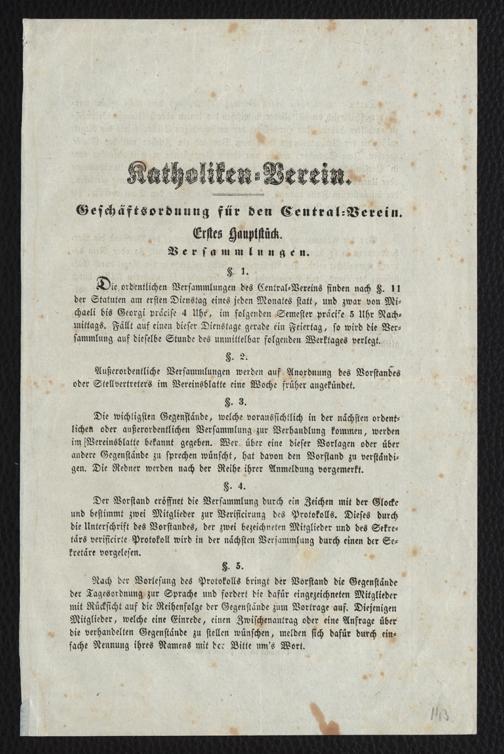 Katholiken-Verein.
Geschäftsordnung für den Central-Verein.
Erstes Hauptstück.
Versammlungen.
§. 1.
Die ordentlichen Versammlungen des Central-Vereins finden nach §. 11
der Statuten am ersten Dienstag eines jeden Monates statt, und zwar von Mi-
chaeli bis Georgi präcise 4 Uhr, im folgenden Semester präcise 5 Uhr Nach-
mittags. Fällt auf einen dieser Dienstage gerade ein Feiertag, so wird die Ver-
sammlung auf dieselbe Stunde des unmittelbar folgenden Werktages verlegt.
§. 2.
Außerordentliche Versammlungen werden auf Anordnung des Vorstandes
oder Stellvertreters im Vereinsblatte eine Woche früher angekündet.
§. 3.
Die wichtigsten Gegenstände, welche voraussichtlich in der nächsten ordent-
lichen oder außerordentlichen Versammlung zur Verhandlung kommen, werden
im Vereinsblatte bekannt gegeben. Wer über eine dieser Vorlagen oder über
andere Gegenstände zu sprechen wünscht, hat davon den Vorstand zu verständi-
gen. Die Redner werden nach der Reihe ihrer Anmeldung vorgemerkt.
§. 4.
Der Vorstand eröffnet die Versammlung durch ein Zeichen mit der Glocke
und bestimmt zwei Mitglieder zur Verificirung des Protokolls. Dieses durch
die Unterschrift des Vorstandes, der zwei bezeichneten Mitglieder und des Sekre-
tärs verificirte Protokoll wird in der nächsten Versammlung durch einen der Se-
kretäre vorgelesen.
§. 5.
Nach der Vorlesung des Protokolls bringt der Vorstand die Gegenstände
der Tagesordnung zur Sprache und fordert die dafür eingezeichneten Mitglieder
mit Rücksicht auf die Reihenfolge der Gegenstände zum Vortrage auf. Diejenigen
Mitglieder, welche eine Einrede, einen Zwischenantrag oder eine Anfrage über
die verhandelten Gegenstände zu stellen wünschen, melden sich dafür durch ein-
fache Nennung ihres Namens mit der Bitte um's Wort.